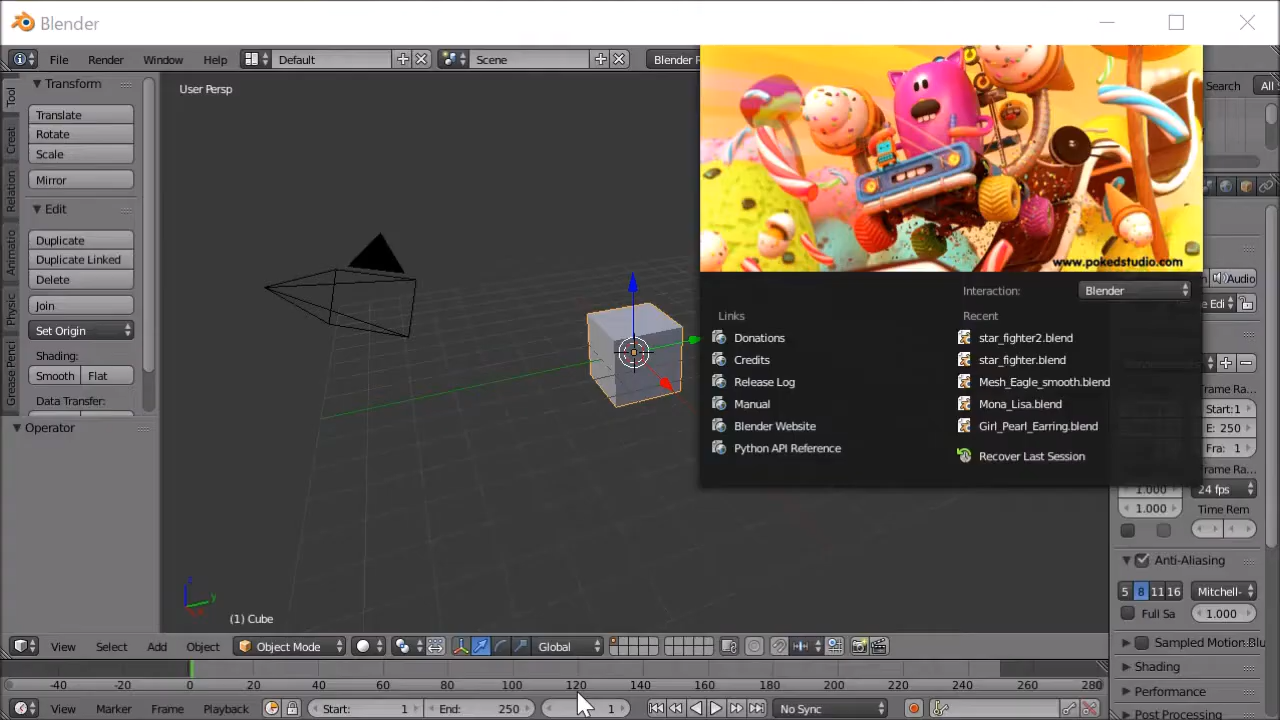 Blender
File Render Window Help Default Scene Blender Search All
Transform
Translate
Rotate
Scale
Mirror
Edit
Duplicate
Duplicate Linked
Delete
Join
Set Origin
Shading:
Smooth Flat
Data Transfer:
Operator
Tool
Creat
Relation
Animatio
Physic
Grease Penci
User Persp
(1) Cube
www.pokedstudio.com
Interaction: Blender
Links
Donations
Credits
Release Log
Manual
Blender Website
Python API Reference
Recent
star_fighter2.blend
star_fighter.blend
Mesh_Eagle_smooth.blend
Mona_Lisa.blend
Girl_Pearl_Earring.blend
Recover Last Session
Audio
Frame Ra...
Start:1
E: 250
Fra: 1
Frame Ra...
1.000 24 fps
1.000 Time Rem
Anti-Aliasing
5 8 11 16 Mitchell-
Full Sa 1.000
Sampled Motion Blu
Shading
Performance
Post Processing
View Select Add Object Object Mode Global
-40 -20 0 20 40 60 80 100 120 140 160 180 200 220 240 260 280
View Marker Frame Playback Start: 1 End: 250 1 No Sync